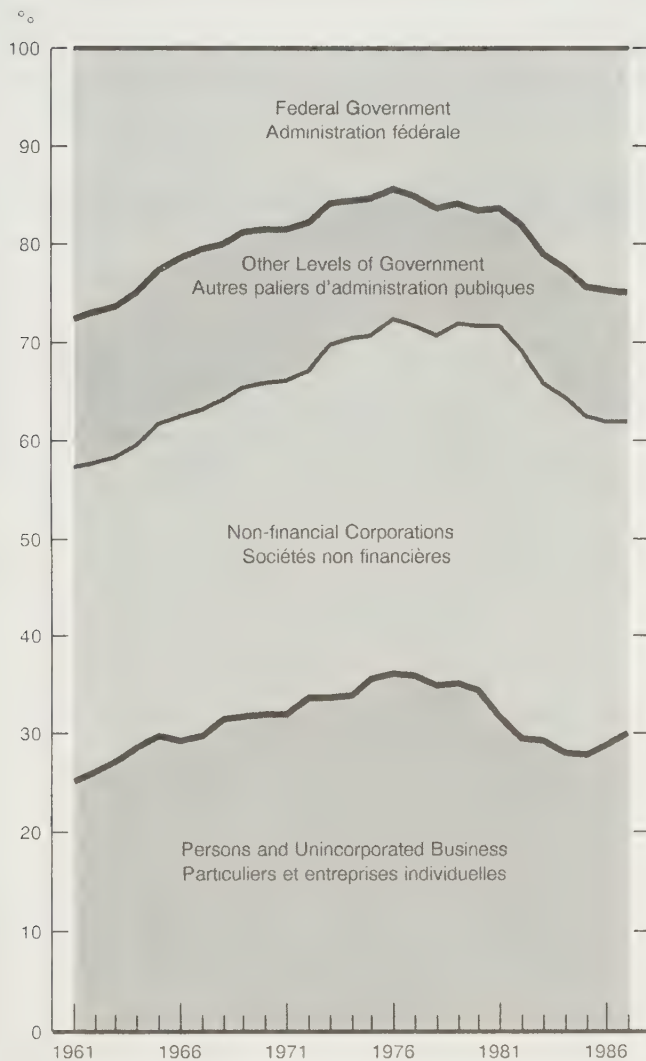 %
100
Federal Government
Administration fédérale
90
80
Other Levels of Government
Autres paliers d'administration publiques
70
60
Non-financial Corporations
Sociétés non financières
50
40
30
20
Persons and Unincorporated Business
Particuliers et entreprises individuelles
10
0
1961 1966 1971 1976 1981 1986